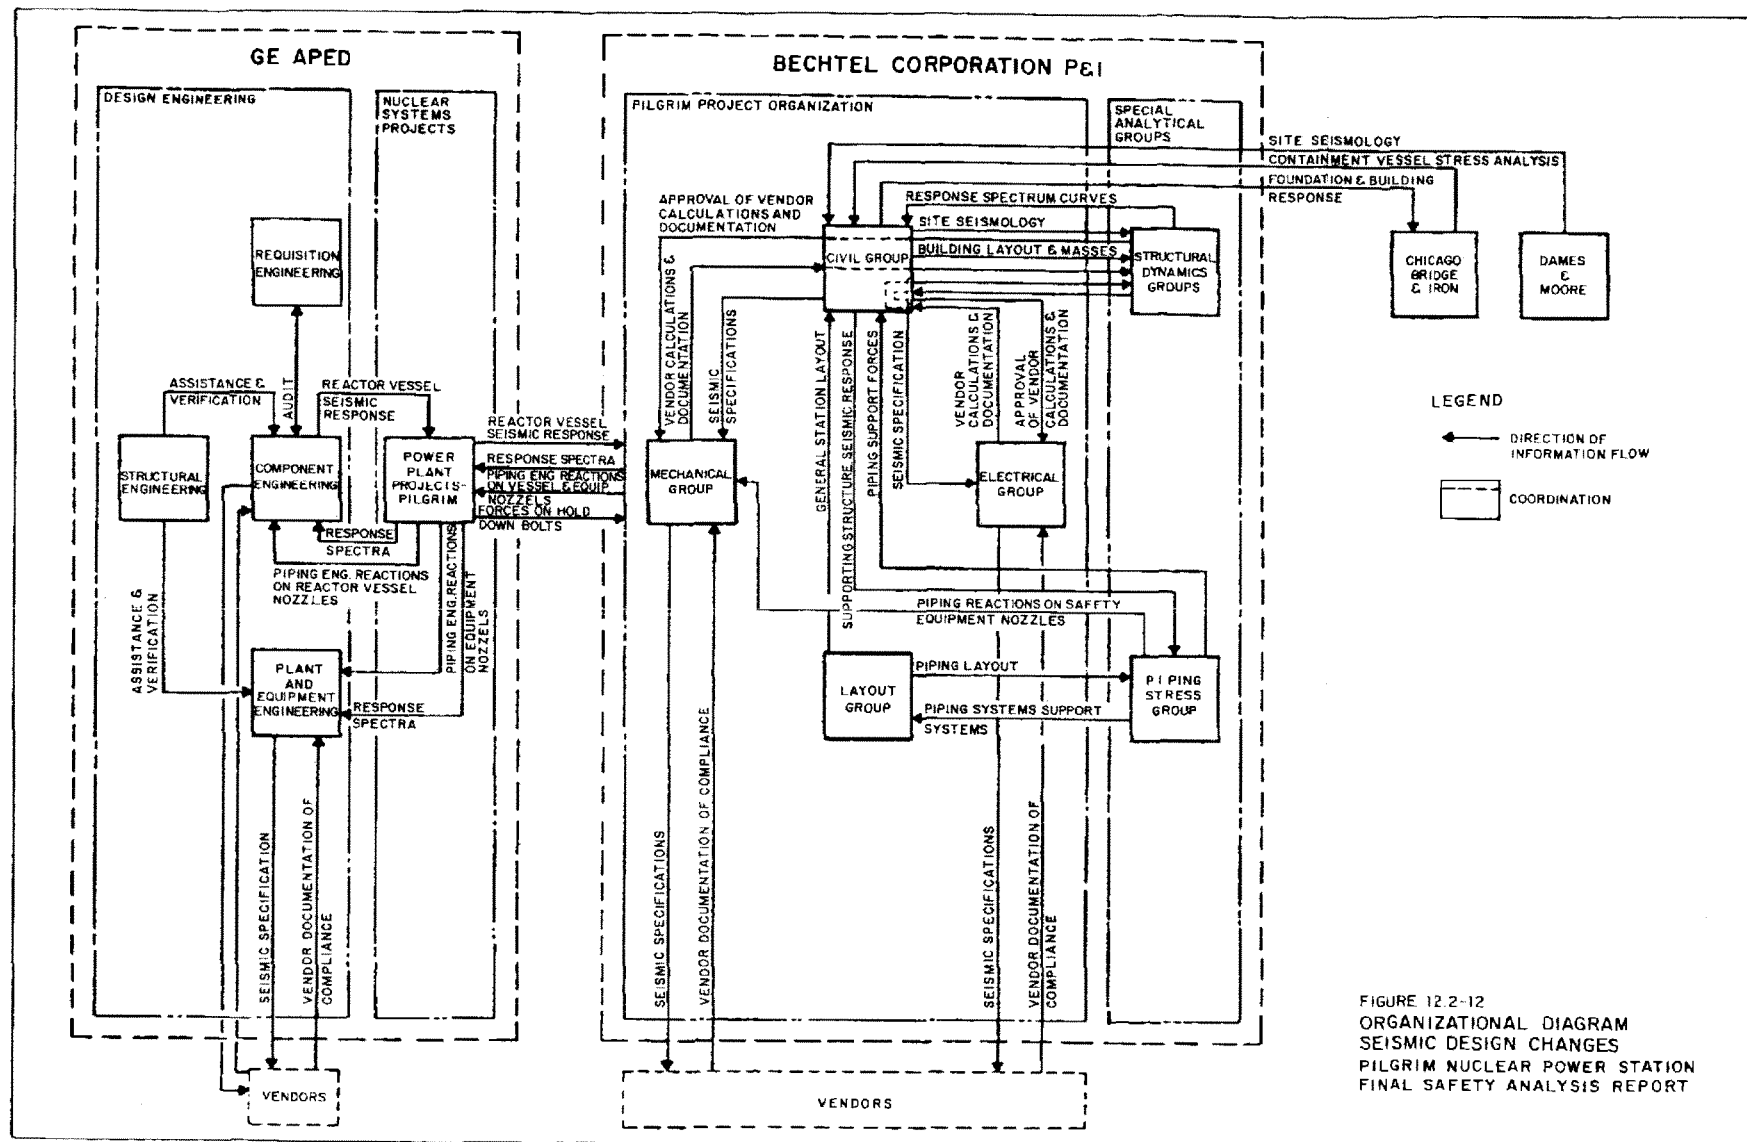 GE APED
BECHTEL CORPORATION P&I
DESIGN ENGINEERING
NUCLEAR
SYSTEMS
PROJECTS
PILGRIM PROJECT ORGANIZATION
SPECIAL
ANALYTICAL
GROUPS
SITE SEISMOLOGY
CONTAINMENT VESSEL STRESS ANALYSIS
FOUNDATION & BUILDING
RESPONSE
APPROVAL OF VENDOR
CALCULATIONS AND
DOCUMENTATION
RESPONSE SPECTRUM CURVES
SITE SEISMOLOGY
BUILDING LAYOUT & MASSES
REQUISITION
ENGINEERING
CIVIL GROUP
STRUCTURAL
DYNAMICS
GROUPS
CHICAGO
BRIDGE
& IRON
DAMES
&
MOORE
VENDOR CALCULATIONS &
DOCUMENTATION
SEISMIC
SPECIFICATIONS
GENERAL STATION LAYOUT
SUPPORTING STRUCTURE SEISMIC RESPONSE
PIPING SUPPORT FORCES
SEISMIC SPECIFICATION
VENDOR
CALCULATIONS &
DOCUMENTATION
APPROVAL
OF VENDOR
CALCULATIONS &
DOCUMENTATION
ASSISTANCE &
VERIFICATION
AUDIT
REACTOR VESSEL
SEISMIC
RESPONSE
REACTOR VESSEL
SEISMIC RESPONSE
RESPONSE SPECTRA
PIPING ENG REACTIONS
ON VESSEL & EQUIP
NOZZELS
FORCES ON HOLD
DOWN BOLTS
STRUCTURAL
ENGINEERING
COMPONENT
ENGINEERING
POWER
PLANT
PROJECTS-
PILGRIM
MECHANICAL
GROUP
ELECTRICAL
GROUP
LEGEND
DIRECTION OF
INFORMATION FLOW
COORDINATION
RESPONSE
SPECTRA
PIPING ENG. REACTIONS
ON REACTOR VESSEL
NOZZLES
PIPING ENG. REACTIONS
ON EQUIPMENT
NOZZELS
ASSISTANCE &
VERIFICATION
PIPING REACTIONS ON SAFETY
EQUIPMENT NOZZLES
PLANT
AND
EQUIPMENT
ENGINEERING
RESPONSE
SPECTRA
LAYOUT
GROUP
PIPING LAYOUT
PIPING SYSTEMS SUPPORT
SYSTEMS
PIPING
STRESS
GROUP
SEISMIC SPECIFICATION
VENDOR DOCUMENTATION OF
COMPLIANCE
SEISMIC SPECIFICATIONS
VENDOR DOCUMENTATION OF COMPLIANCE
SEISMIC SPECIFICATIONS
VENDOR DOCUMENTATION OF
COMPLIANCE
VENDORS
VENDORS
FIGURE 12.2-12
ORGANIZATIONAL DIAGRAM
SEISMIC DESIGN CHANGES
PILGRIM NUCLEAR POWER STATION
FINAL SAFETY ANALYSIS REPORT